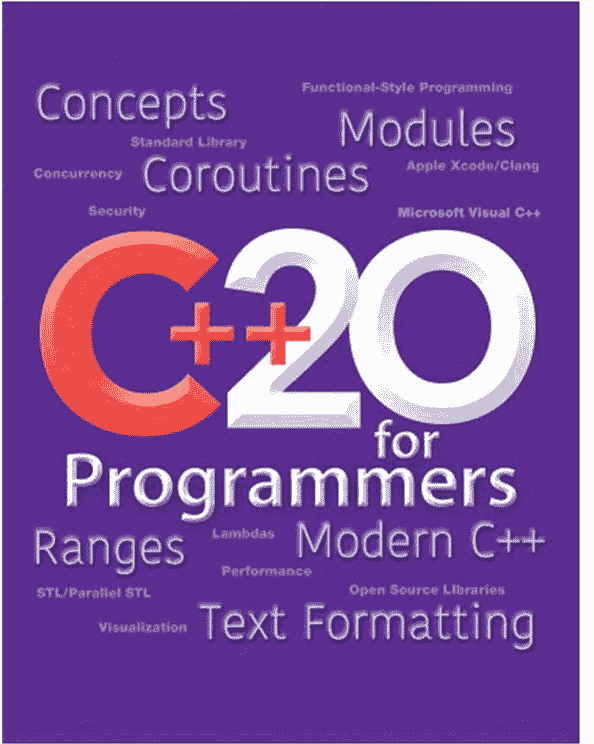 Functional-Style Programming
Concepts
Modules
Standard Library
Coroutines
Apple Xcode/Clang
Concurrency
Security
Microsoft Visual C++
C++20
for
Programmers
Lambdas
Modern C++
Ranges
Performance
STL/Parallel STL
Open Source Libraries
Visualization
Text Formatting